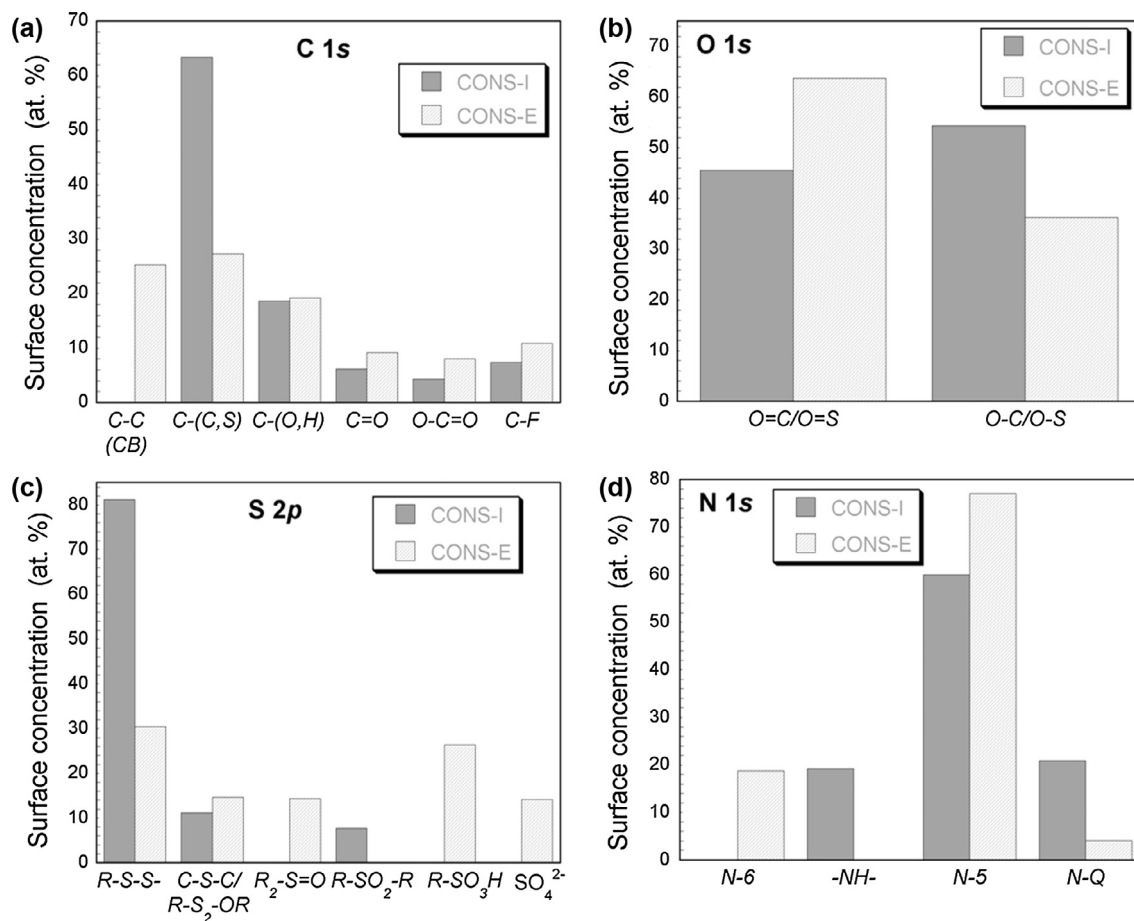 (a)
C 1s
CONS-I
CONS-E
Surface concentration (at. %)
70
60
50
40
30
20
10
0
C-C (CB)
C-(C,S)
C-(O,H)
C=O
O-C=O
C-F
(b)
O 1s
CONS-I
CONS-E
Surface concentration (at. %)
70
60
50
40
30
20
10
0
O=C/O=S
O-C/O-S
(c)
S 2p
CONS-I
CONS-E
Surface concentration (at. %)
80
70
60
50
40
30
20
10
0
R-S-S-
C-S-C/
R-S₂-OR
R₂-S=O
R-SO₂-R
R-SO₃H
SO₄²⁻
(d)
N 1s
CONS-I
CONS-E
Surface concentration (at. %)
80
70
60
50
40
30
20
10
0
N-6
-NH-
N-5
N-Q